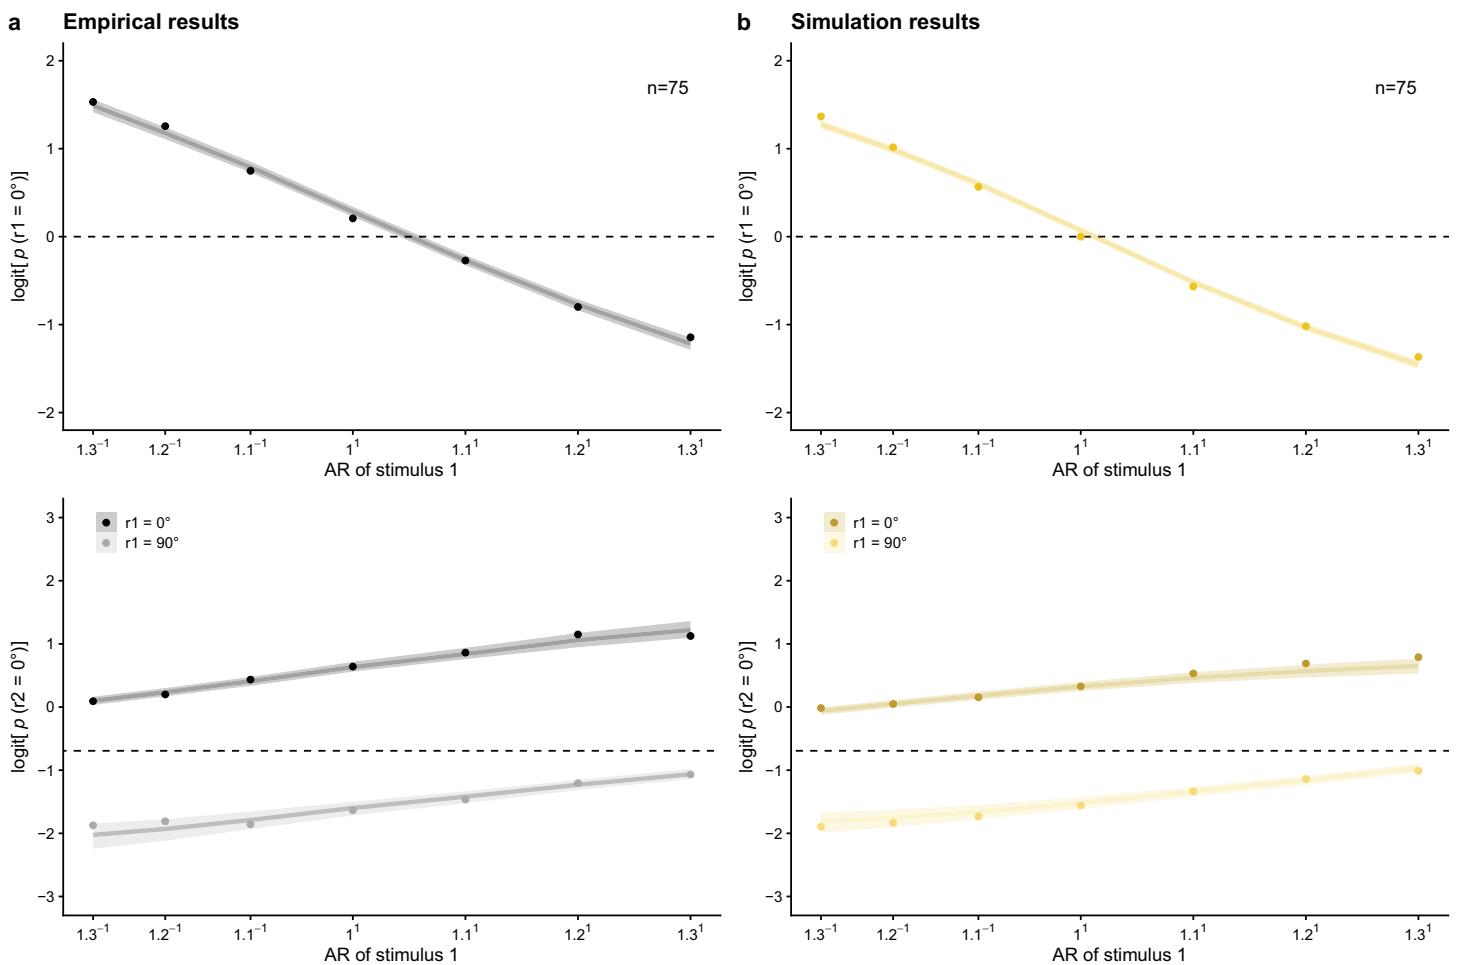 a Empirical results
n=75
logit[ p (r1 = 0°)]
2
1
0
−1
−2
1.3⁻¹ 1.2⁻¹ 1.1⁻¹ 1¹ 1.1¹ 1.2¹ 1.3¹
AR of stimulus 1
b Simulation results
n=75
logit[ p (r1 = 0°)]
2
1
0
−1
−2
1.3⁻¹ 1.2⁻¹ 1.1⁻¹ 1¹ 1.1¹ 1.2¹ 1.3¹
AR of stimulus 1
r1 = 0°
r1 = 90°
logit[ p (r2 = 0°)]
3
2
1
0
−1
−2
−3
1.3⁻¹ 1.2⁻¹ 1.1⁻¹ 1¹ 1.1¹ 1.2¹ 1.3¹
AR of stimulus 1
r1 = 0°
r1 = 90°
logit[ p (r2 = 0°)]
3
2
1
0
−1
−2
−3
1.3⁻¹ 1.2⁻¹ 1.1⁻¹ 1¹ 1.1¹ 1.2¹ 1.3¹
AR of stimulus 1